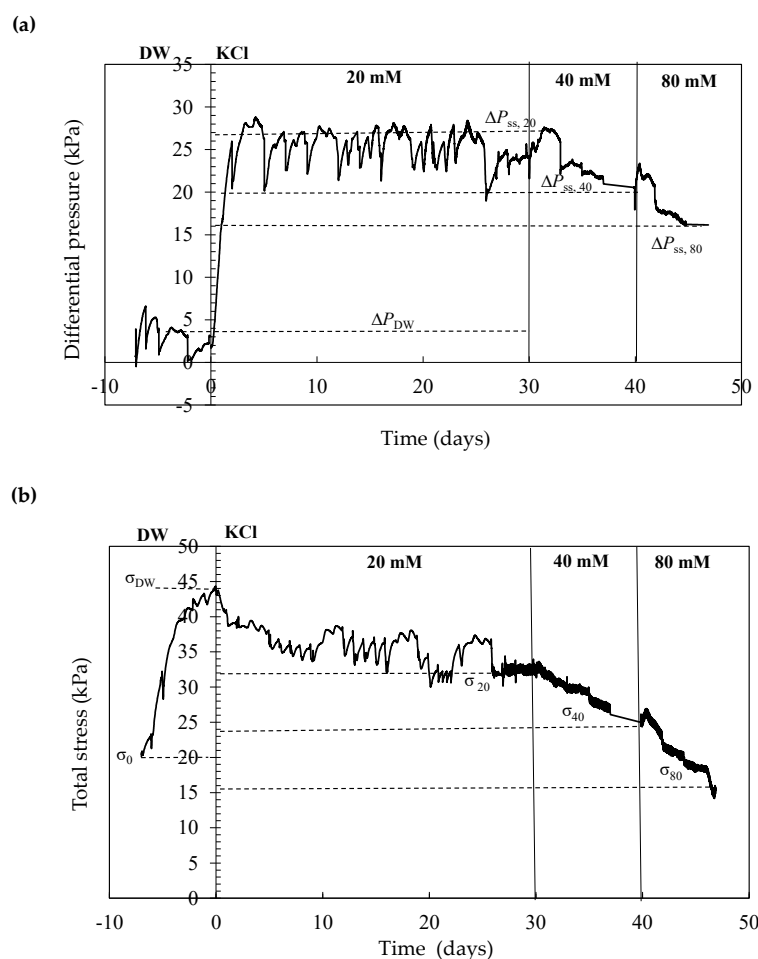 (a)
DW KCl
20 mM 40 mM 80 mM
Differential pressure (kPa)
35
30
25
20
15
10
5
0
-5
ΔPss, 20
ΔPss, 40
ΔPss, 80
ΔPDW
-10 0 10 20 30 40 50
Time (days)
(b)
DW KCl
20 mM 40 mM 80 mM
Total stress (kPa)
50
45
40
35
30
25
20
15
10
5
0
σDW
σ0
σ20
σ40
σ80
-10 0 10 20 30 40 50
Time (days)